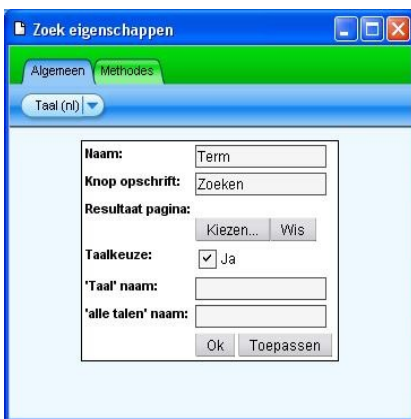 Zoek eigenschappen
Algemeen Methodes
Taal (nl)
Naam: Term
Knop opschrift: Zoeken
Resultaat pagina:
Kiezen... Wis
Taalkeuze: Ja
'Taal' naam:
'alle talen' naam:
Ok Toepassen